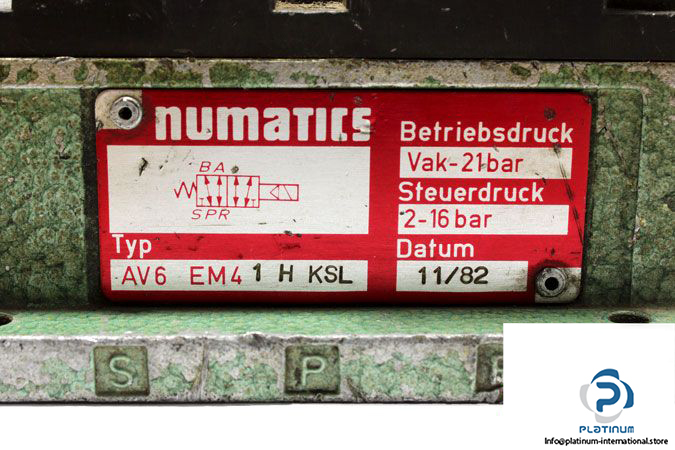 numatics
Betriebsdruck
Vak-21bar
BA
SPR
Steuerdruck
2-16 bar
Typ
AV6 EM4 1 H KSL
Datum
11/82
S
P
PLATINUM
Info@platinum-international.store